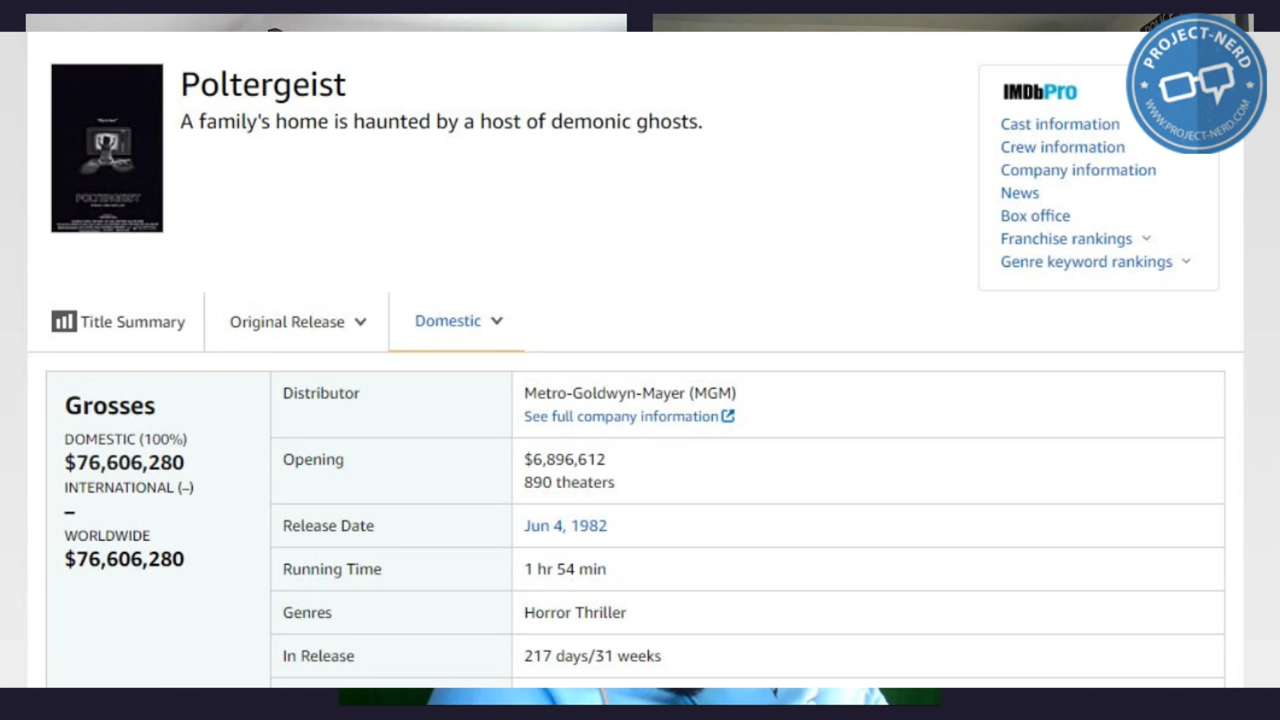 Poltergeist
A family's home is haunted by a host of demonic ghosts.
POLTERGEIST
PROJECT-NERD
WWW.PROJECT-NERD.COM
IMDbPro
Cast information
Crew information
Company information
News
Box office
Franchise rankings
Genre keyword rankings
Title Summary
Original Release
Domestic
Grosses
DOMESTIC (100%)
$76,606,280
INTERNATIONAL (–)
–
WORLDWIDE
$76,606,280
Distributor
Metro-Goldwyn-Mayer (MGM)
See full company information
Opening
$6,896,612
890 theaters
Release Date
Jun 4, 1982
Running Time
1 hr 54 min
Genres
Horror Thriller
In Release
217 days/31 weeks